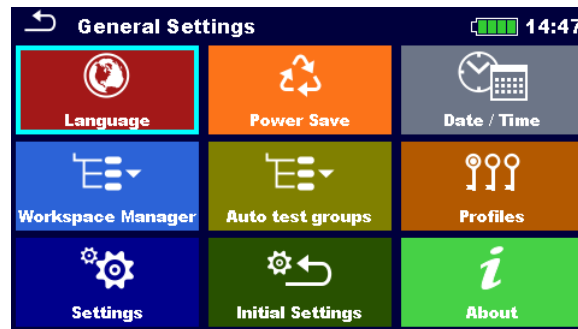 General Settings 14:47
Language Power Save Date / Time
Workspace Manager Auto test groups Profiles
Settings Initial Settings About